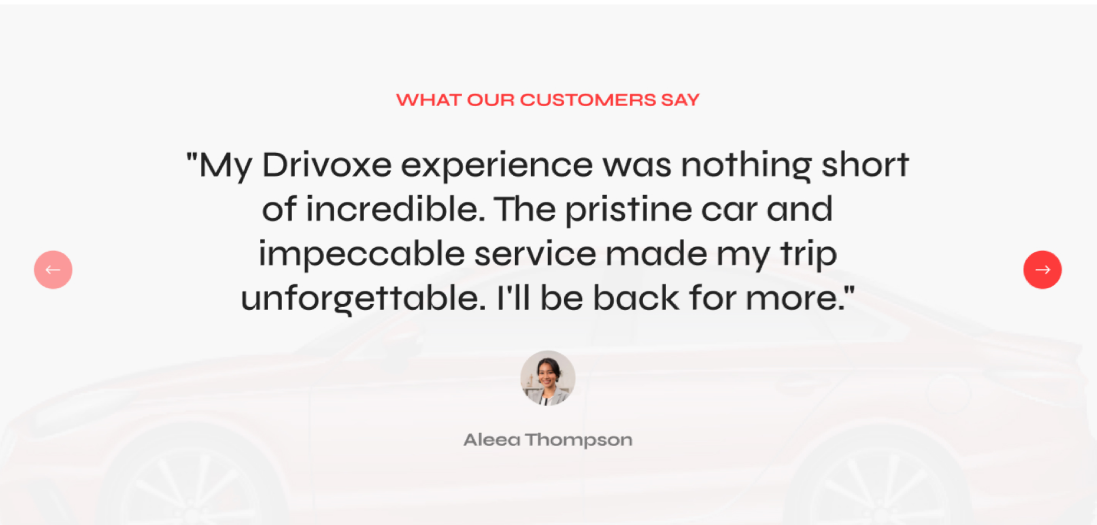 WHAT OUR CUSTOMERS SAY
"My Drivoxe experience was nothing short
of incredible. The pristine car and
impeccable service made my trip
unforgettable. I'll be back for more."
Aleea Thompson